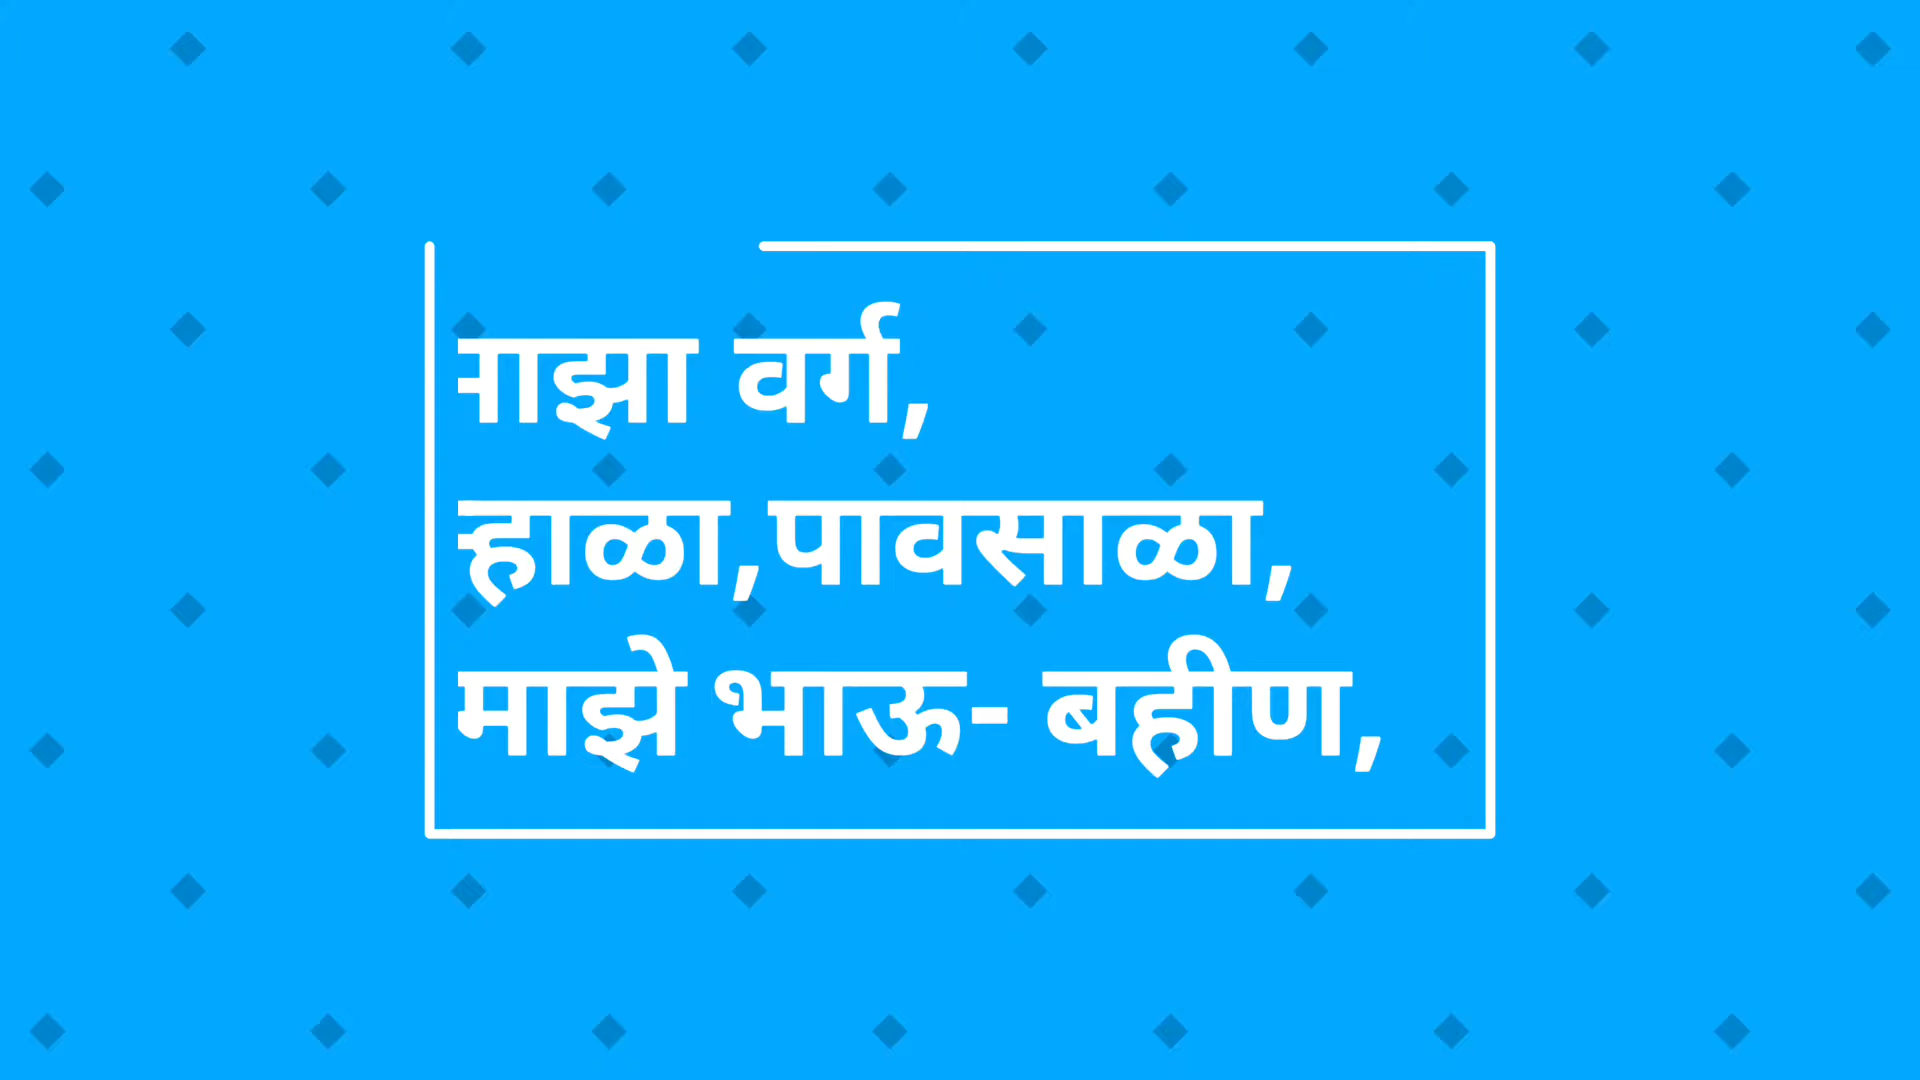 माझा वर्ग,
पावसाळा,
माझे भाऊ- बहीण,